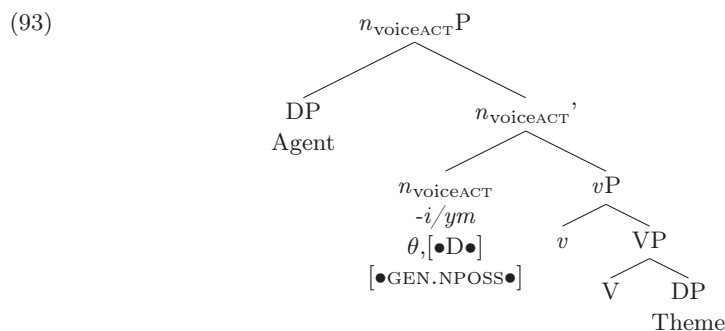 (93)
n_voiceACT P
DP
Agent
n_voiceACT'
n_voiceACT
-i/ym
θ,[●D●]
[●GEN.NPOSS●]
vP
v
VP
V
DP
Theme